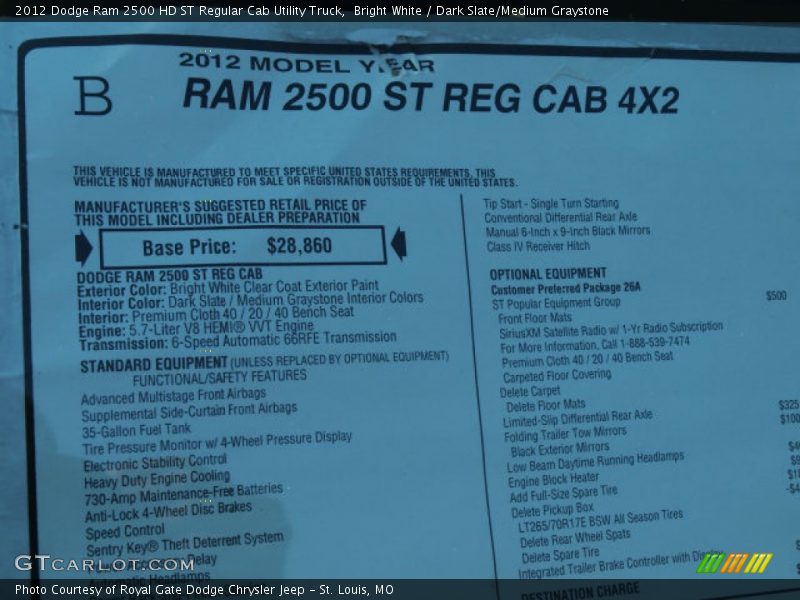 2012 Dodge Ram 2500 HD ST Regular Cab Utility Truck,  Bright White / Dark Slate/Medium Graystone
2012 MODEL YEAR
B
RAM 2500 ST REG CAB 4X2
THIS VEHICLE IS MANUFACTURED TO MEET SPECIFIC UNITED STATES REQUIREMENTS. THIS
VEHICLE IS NOT MANUFACTURED FOR SALE OR REGISTRATION OUTSIDE OF THE UNITED STATES.
MANUFACTURER'S SUGGESTED RETAIL PRICE OF
THIS MODEL INCLUDING DEALER PREPARATION
Base Price: $28,860
DODGE RAM 2500 ST REG CAB
Exterior Color: Bright White Clear Coat Exterior Paint
Interior Color: Dark Slate / Medium Graystone Interior Colors
Interior: Premium Cloth 40 / 20 / 40 Bench Seat
Engine: 5.7-Liter V8 HEMI® VVT Engine
Transmission: 6-Speed Automatic 66RFE Transmission
STANDARD EQUIPMENT (UNLESS REPLACED BY OPTIONAL EQUIPMENT)
FUNCTIONAL/SAFETY FEATURES
Advanced Multistage Front Airbags
Supplemental Side-Curtain Front Airbags
35-Gallon Fuel Tank
Tire Pressure Monitor w/ 4-Wheel Pressure Display
Electronic Stability Control
Heavy Duty Engine Cooling
730-Amp Maintenance-Free Batteries
Anti-Lock 4-Wheel Disc Brakes
Speed Control
Sentry Key® Theft Deterrent System
Delay
Automatic Headlamps
Tip Start - Single Turn Starting
Conventional Differential Rear Axle
Manual 6-Inch x 9-Inch Black Mirrors
Class IV Receiver Hitch
OPTIONAL EQUIPMENT
Customer Preferred Package 26A
ST Popular Equipment Group $500
Front Floor Mats
SiriusXM Satellite Radio w/ 1-Yr Radio Subscription
For More Information, Call 1-888-539-7474
Premium Cloth 40 / 20 / 40 Bench Seat
Carpeted Floor Covering
Delete Carpet
Delete Floor Mats
Limited-Slip Differential Rear Axle $325
Folding Trailer Tow Mirrors $100
Black Exterior Mirrors
Low Beam Daytime Running Headlamps
Engine Block Heater
Add Full-Size Spare Tire
Delete Pickup Box
LT265/70R17E BSW All Season Tires
Delete Rear Wheel Spats
Delete Spare Tire
Integrated Trailer Brake Controller with Display
DESTINATION CHARGE
GTCARLOT.COM
Photo Courtesy of Royal Gate Dodge Chrysler Jeep - St. Louis, MO